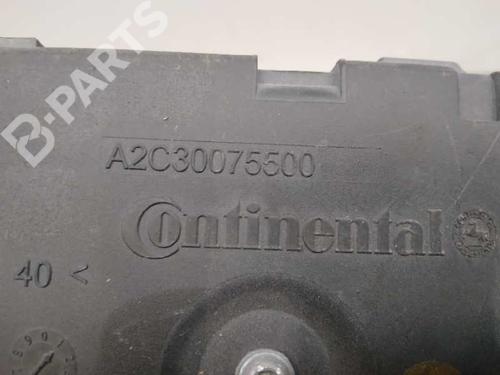 B-PARTS
A2C30075500
Continental
40 <